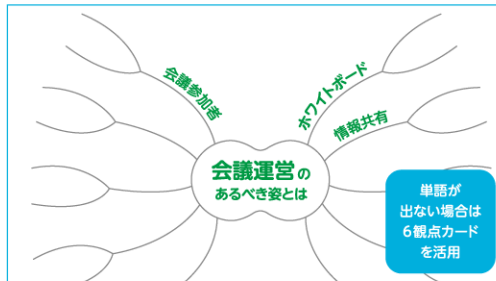 会議参加者
ホワイトボード
情報共有
会議運営の
あるべき姿とは
単語が
出ない場合は
6観点カード
を活用